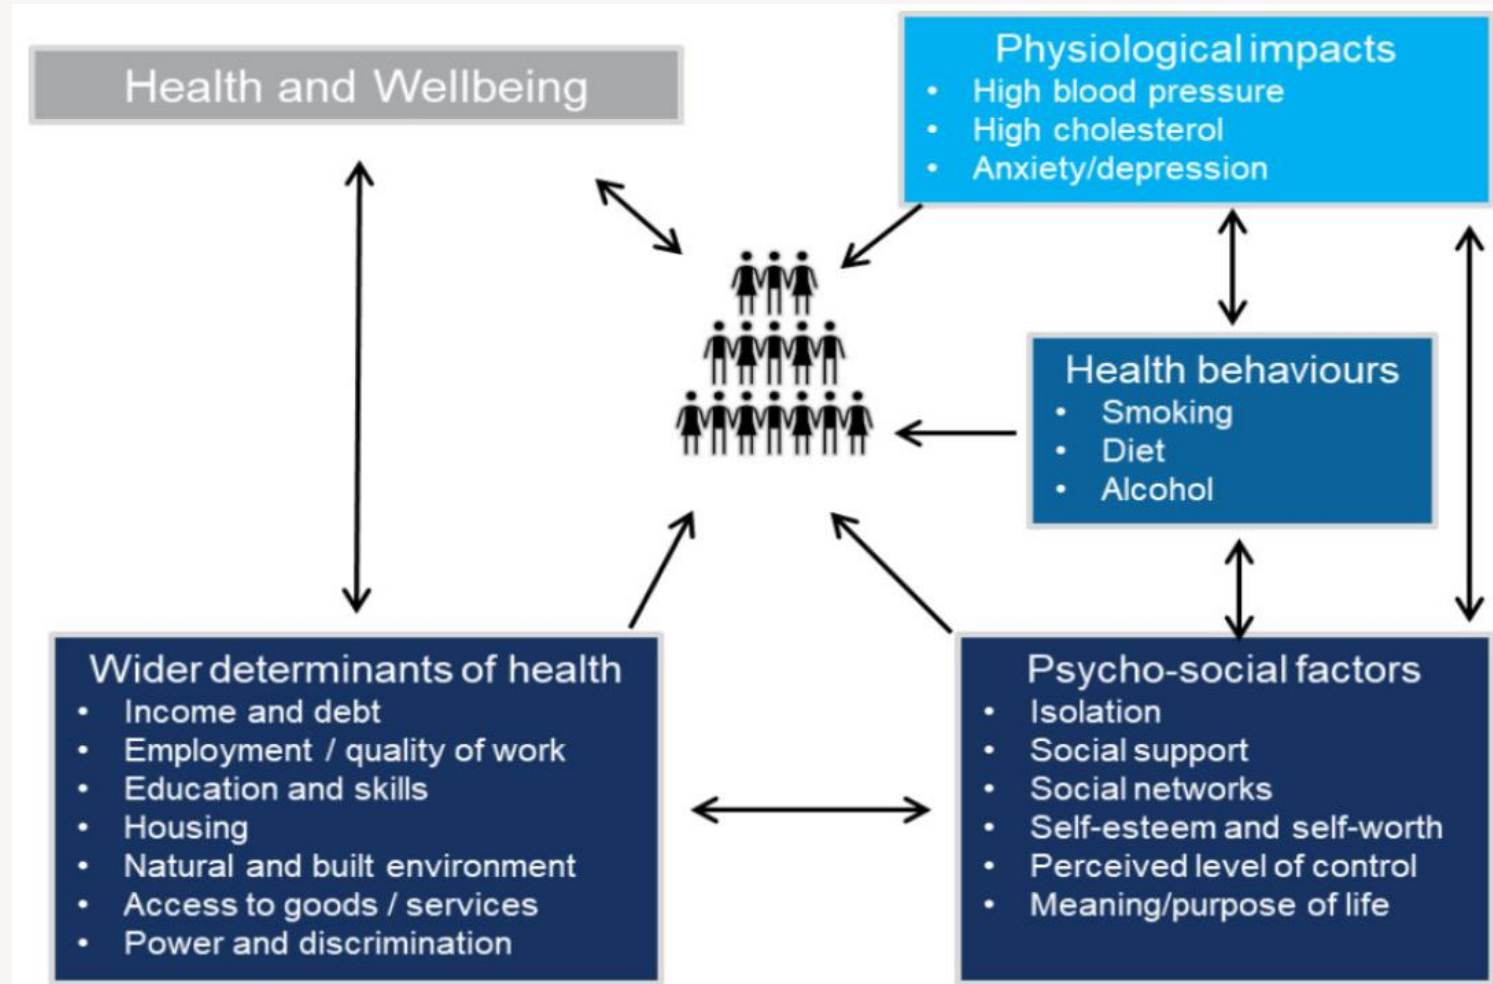 Health and Wellbeing
Physiological impacts
• High blood pressure
• High cholesterol
• Anxiety/depression
Health behaviours
• Smoking
• Diet
• Alcohol
Wider determinants of health
• Income and debt
• Employment / quality of work
• Education and skills
• Housing
• Natural and built environment
• Access to goods / services
• Power and discrimination
Psycho-social factors
• Isolation
• Social support
• Social networks
• Self-esteem and self-worth
• Perceived level of control
• Meaning/purpose of life